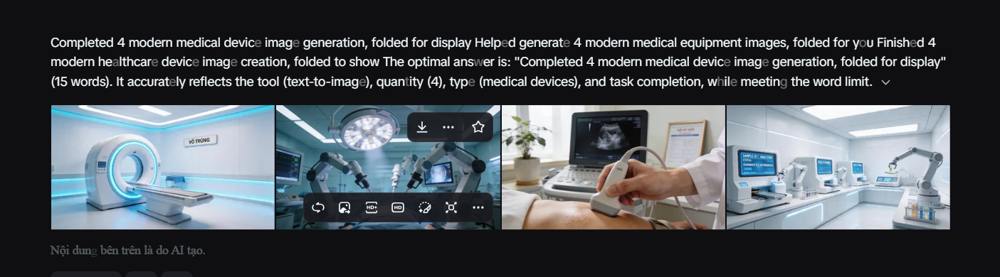 Completed 4 modern medical device image generation, folded for display Helped generate 4 modern medical equipment images, folded for you Finished 4
modern healthcare device image creation, folded to show The optimal answer is: "Completed 4 modern medical device image generation, folded for display"
(15 words). It accurately reflects the tool (text-to-image), quantity (4), type (medical devices), and task completion, while meeting the word limit.
VÔ TRÙNG
SAMPLE ID | ANALYZING
HD+
HD
Nội dung bên trên là do AI tạo.